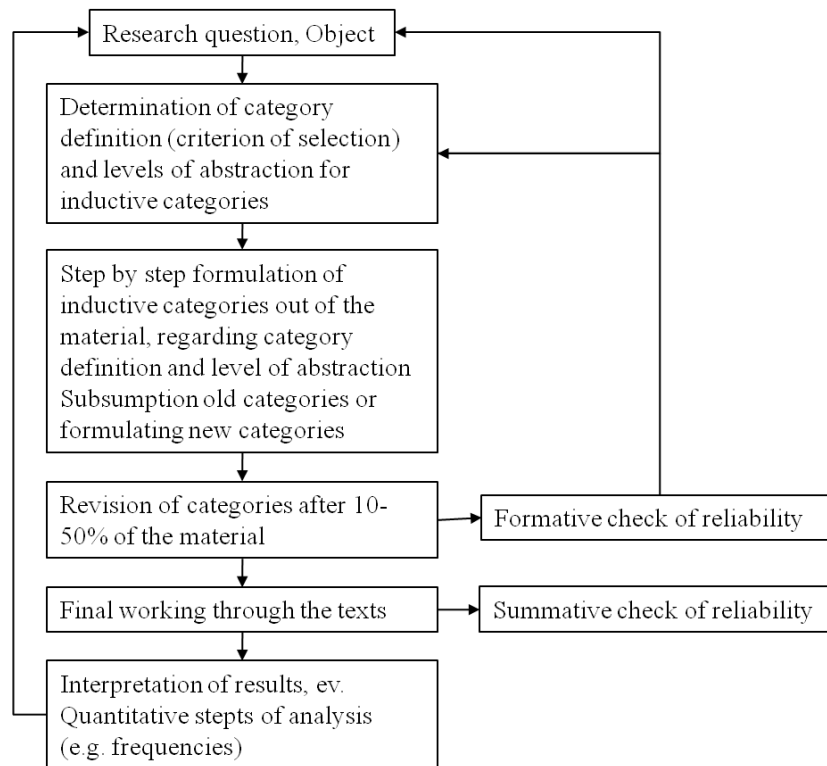 Research question, Object
Determination of category
definition (criterion of selection)
and levels of abstraction for
inductive categories
Step by step formulation of
inductive categories out of the
material, regarding category
definition and level of abstraction
Subsumption old categories or
formulating new categories
Revision of categories after 10-
50% of the material
Formative check of reliability
Final working through the texts
Summative check of reliability
Interpretation of results, ev.
Quantitative stepts of analysis
(e.g. frequencies)